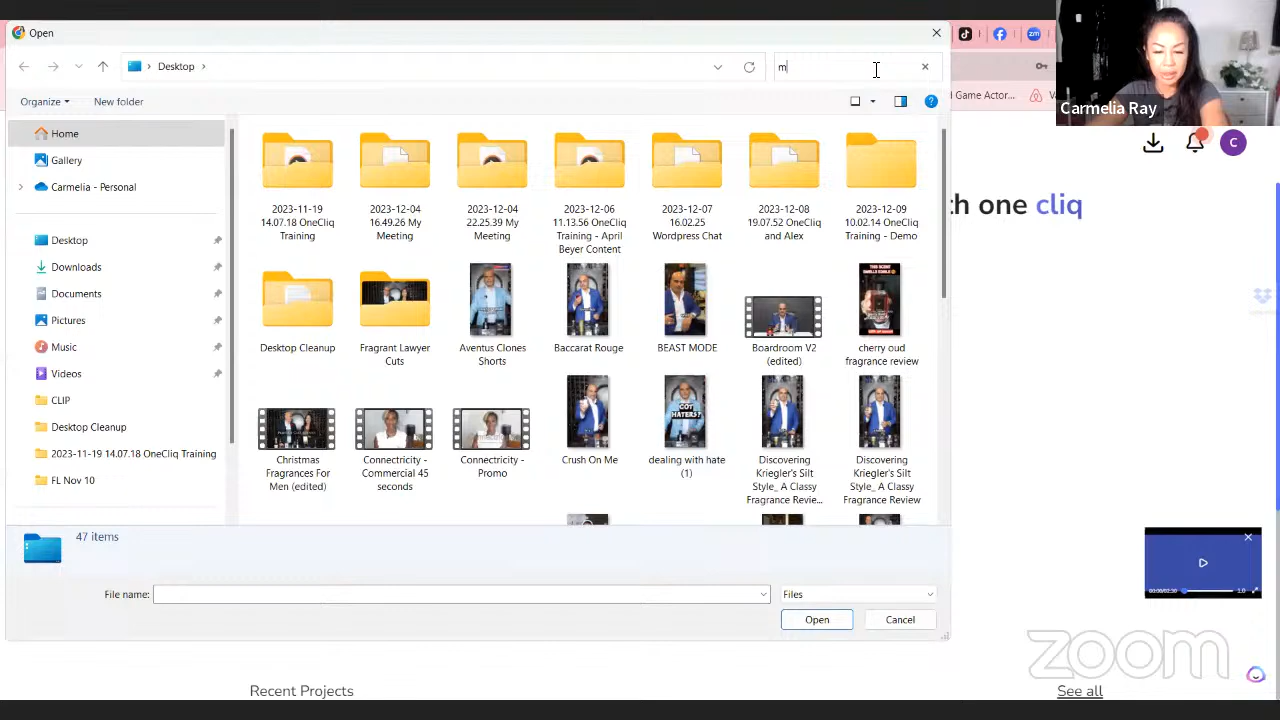 Open
Desktop
m
Organize
New folder
d Game Actor...
Carmelia Ray
Home
Gallery
Carmelia - Personal
Desktop
Downloads
Documents
Pictures
Music
Videos
CLIP
Desktop Cleanup
2023-11-19 14.07.18 OneCliq Training
FL Nov 10
2023-11-19
14.07.18 OneCliq
Training
2023-12-04
16.49.26 My
Meeting
2023-12-04
22.25.39 My
Meeting
2023-12-06
11.13.56 OneCliq
Training - April
Beyer Content
2023-12-07
16.02.25
Wordpress Chat
2023-12-08
19.07.52 OneCliq
and Alex
2023-12-09
10.02.14 OneCliq
Training - Demo
Desktop Cleanup
Fragrant Lawyer
Cuts
Aventus Clones
Shorts
Baccarat Rouge
BEAST MODE
Boardroom V2
(edited)
cherry oud
fragrance review
Christmas
Fragrances For
Men (edited)
Connectricity -
Commercial 45
seconds
Connectricity -
Promo
Crush On Me
GOT
HATERS?
dealing with hate
(1)
Discovering
Kriegler's Silt
Style_ A Classy
Fragrance Revie...
Discovering
Kriegler's Silt
Style_ A Classy
Fragrance Review
47 items
File name:
Files
Open
Cancel
C
th one cliq
zoom
Recent Projects
See all